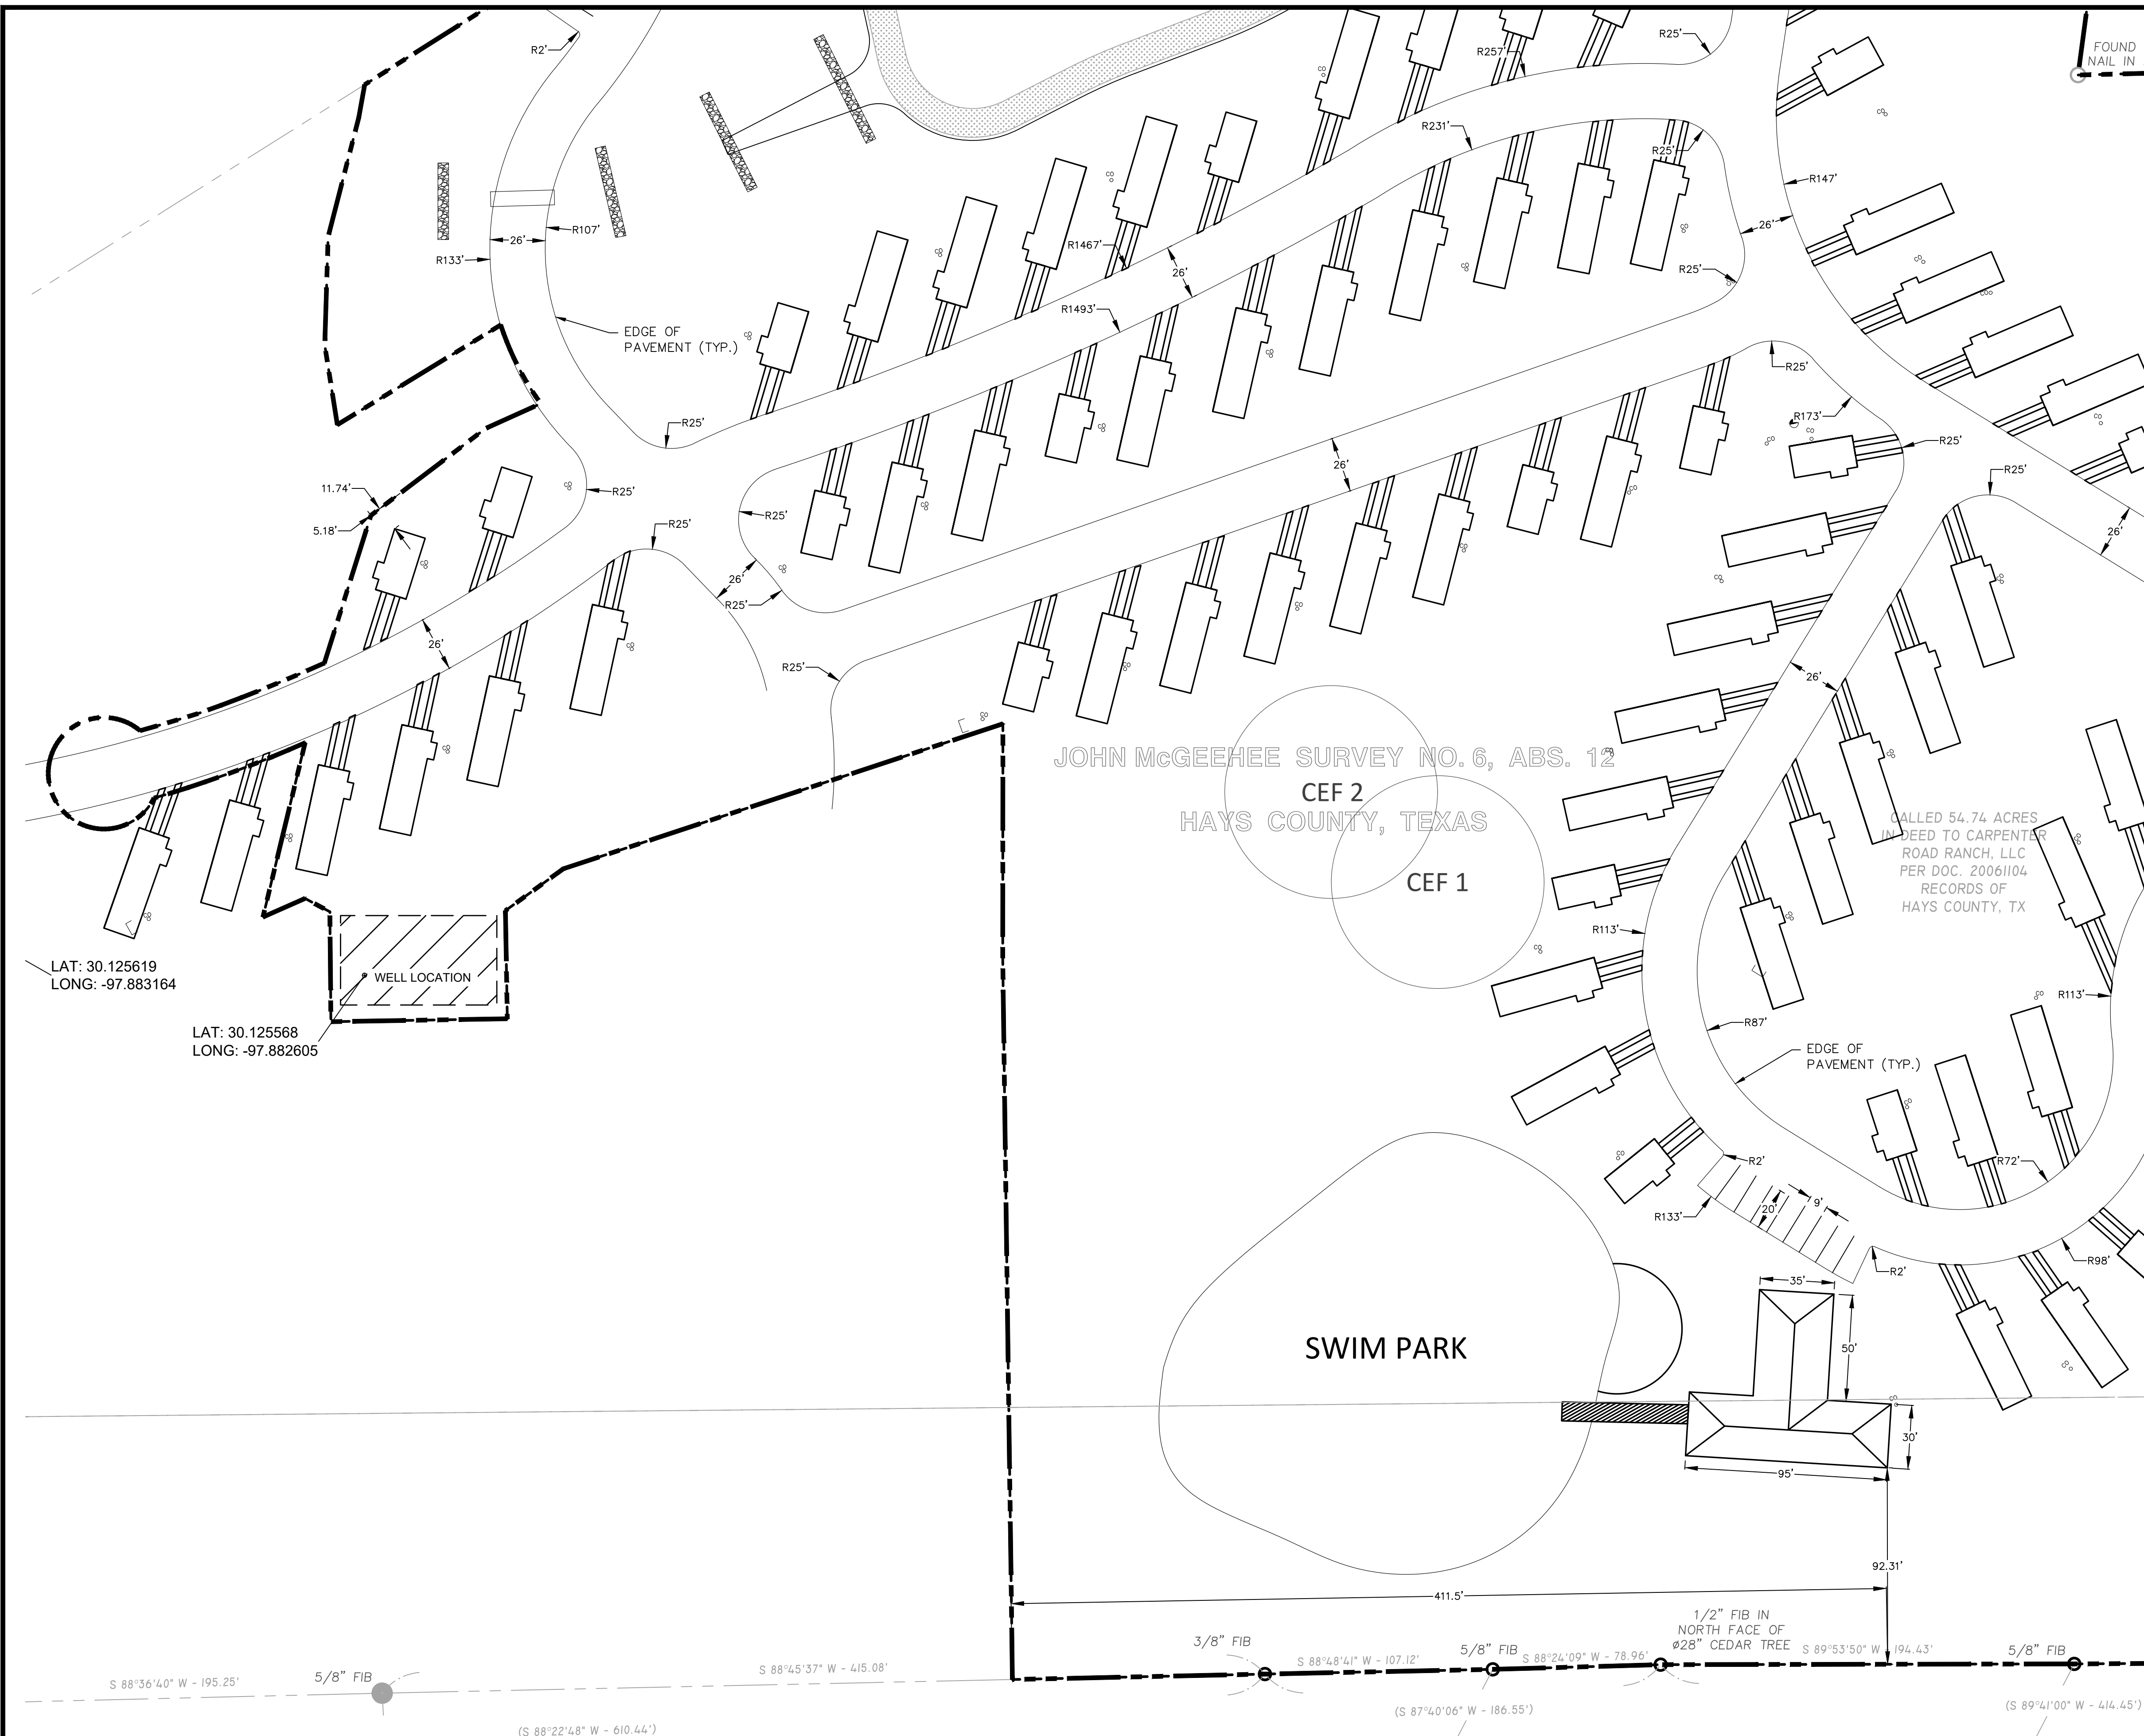 R2'
R257'
R25'
FOUND
NAIL IN
R231'
R25'
R147'
26'
R107'
R133'
R1467'
26'
26'
R25'
R1493'
EDGE OF
PAVEMENT (TYP.)
R25'
R173'
R25'
R25'
26'
R25'
11.74'
R25'
R25'
R25'
5.18'
R25'
26'
26'
R25'
26'
R25'
26'
JOHN McGEEHEE SURVEY NO. 6, ABS. 12
CEF 2
HAYS COUNTY, TEXAS
CEF 1
CALLED 54.74 ACRES
IN DEED TO CARPENTER
ROAD RANCH, LLC
PER DOC. 20061104
RECORDS OF
HAYS COUNTY, TX
R113'
LAT: 30.125619
LONG: -97.883164
WELL LOCATION
R113'
R87'
LAT: 30.125568
LONG: -97.882605
EDGE OF
PAVEMENT (TYP.)
R2'
R72'
R133'
20'
9'
R98'
R2'
35'
SWIM PARK
50'
30'
95'
92.31'
411.5'
1/2" FIB IN
NORTH FACE OF
ø28" CEDAR TREE
3/8" FIB
5/8" FIB
5/8" FIB
S 88°48'41" W - 107.12'
S 88°24'09" W - 78.96'
S 89°53'50" W - 194.43'
S 88°36'40" W - 195.25'
5/8" FIB
S 88°45'37" W - 415.08'
(S 87°40'06" W - 186.55')
(S 89°41'00" W - 414.45')
(S 88°22'48" W - 610.44')